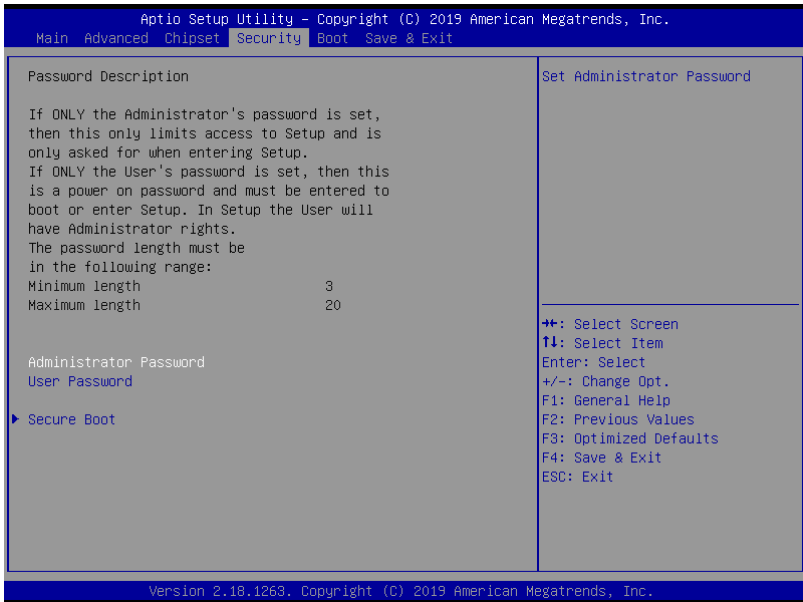 Aptio Setup Utility – Copyright (C) 2019 American Megatrends, Inc.
Main Advanced Chipset Security Boot Save & Exit
Password Description
If ONLY the Administrator's password is set,
then this only limits access to Setup and is
only asked for when entering Setup.
If ONLY the User's password is set, then this
is a power on password and must be entered to
boot or enter Setup. In Setup the User will
have Administrator rights.
The password length must be
in the following range:
Minimum length 3
Maximum length 20
Administrator Password
User Password
Secure Boot
Set Administrator Password
→←: Select Screen
↑↓: Select Item
Enter: Select
+/-: Change Opt.
F1: General Help
F2: Previous Values
F3: Optimized Defaults
F4: Save & Exit
ESC: Exit
Version 2.18.1263. Copyright (C) 2019 American Megatrends, Inc.